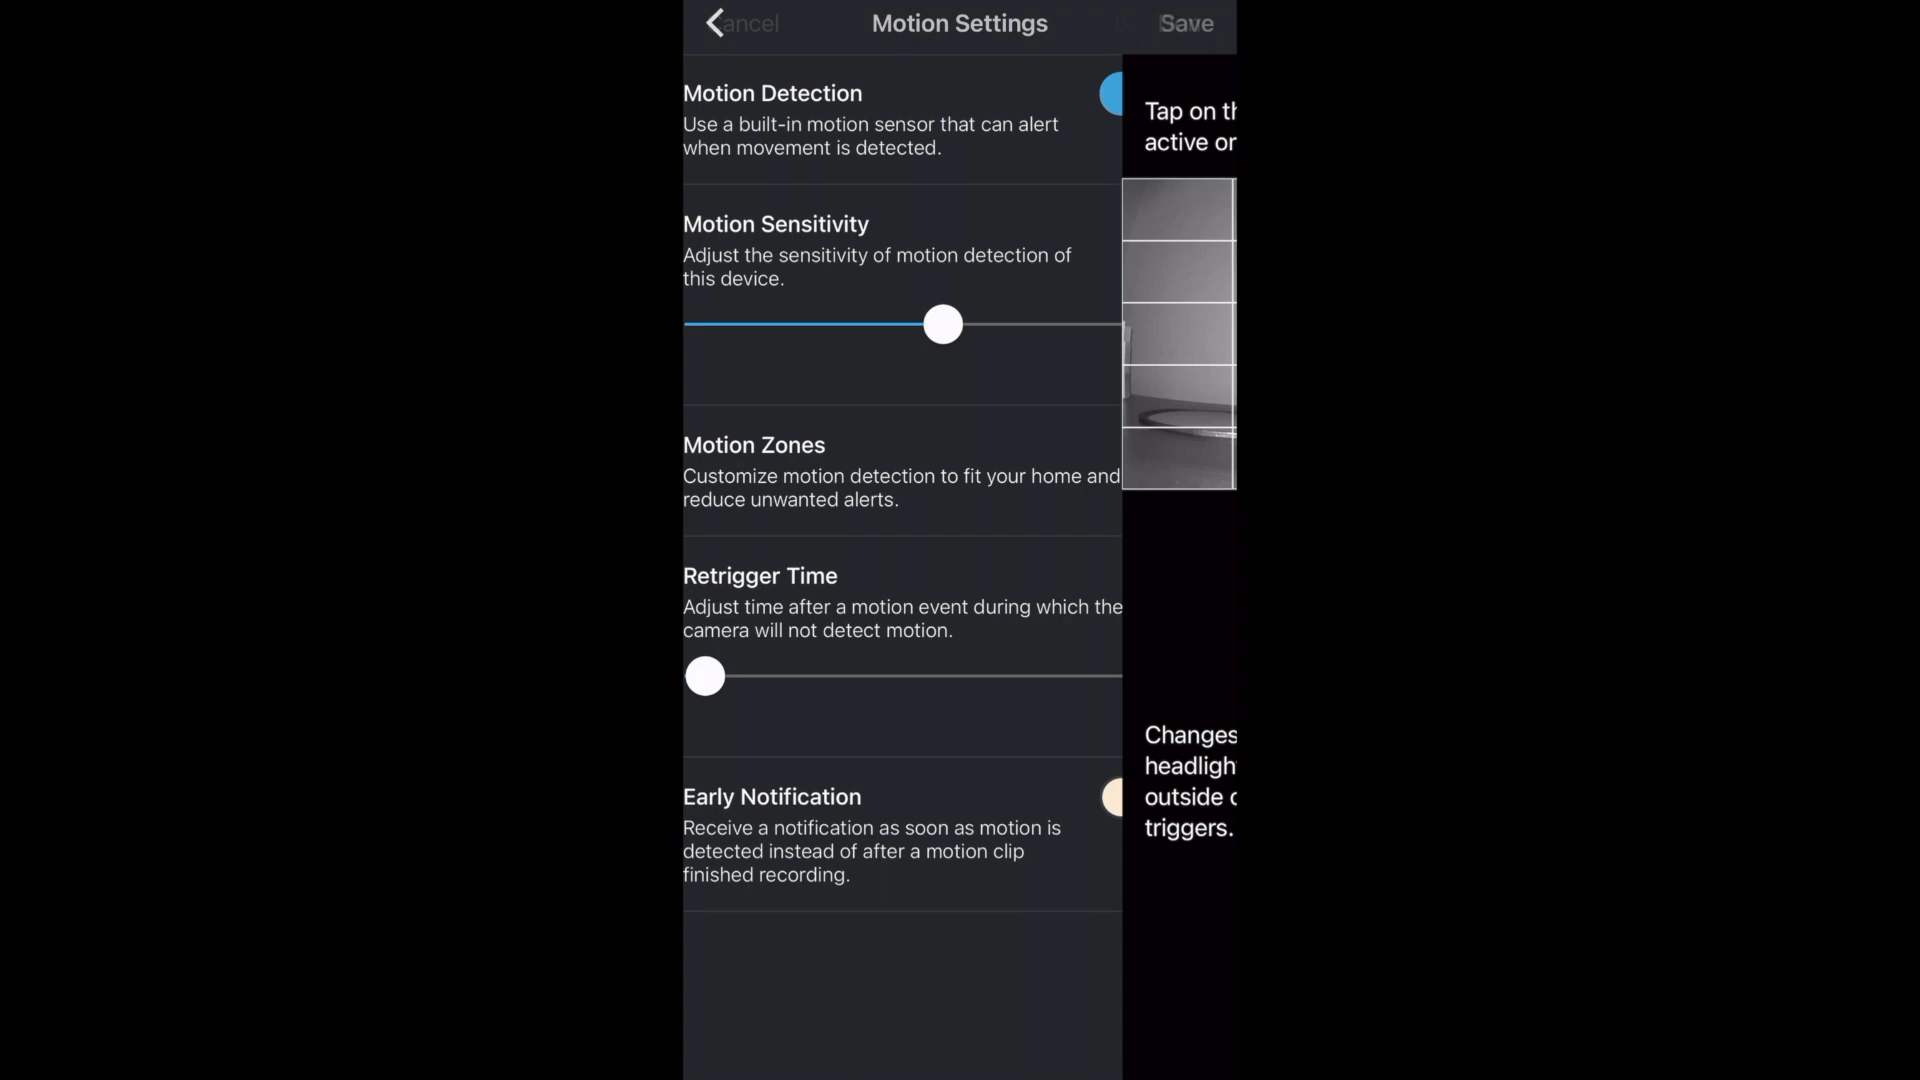 ancel
Motion Settings
Save
Motion Detection
Use a built-in motion sensor that can alert
when movement is detected.
Motion Sensitivity
Adjust the sensitivity of motion detection of
this device.
Motion Zones
Customize motion detection to fit your home and
reduce unwanted alerts.
Retrigger Time
Adjust time after a motion event during which the
camera will not detect motion.
Early Notification
Receive a notification as soon as motion is
detected instead of after a motion clip
finished recording.
Tap on th
active or
Changes
headligh
outside
triggers.